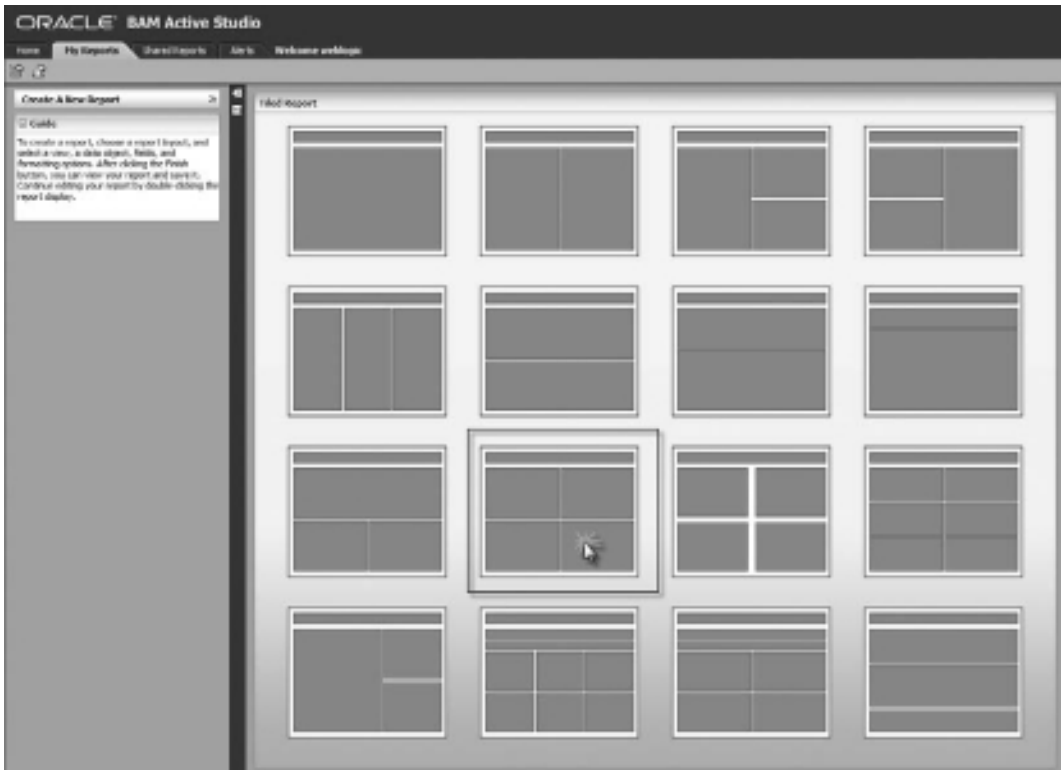 ORACLE BAM Active Studio
Home My Reports Shared Reports Alerts Welcome weblogic
Create A New Report
Tiled Report
Guide
To create a report, choose a report layout, and
select a view, a data object, fields, and
formatting options. After clicking the Finish
button, you can view your report and save it.
Continue editing your report by double-clicking the
report display.